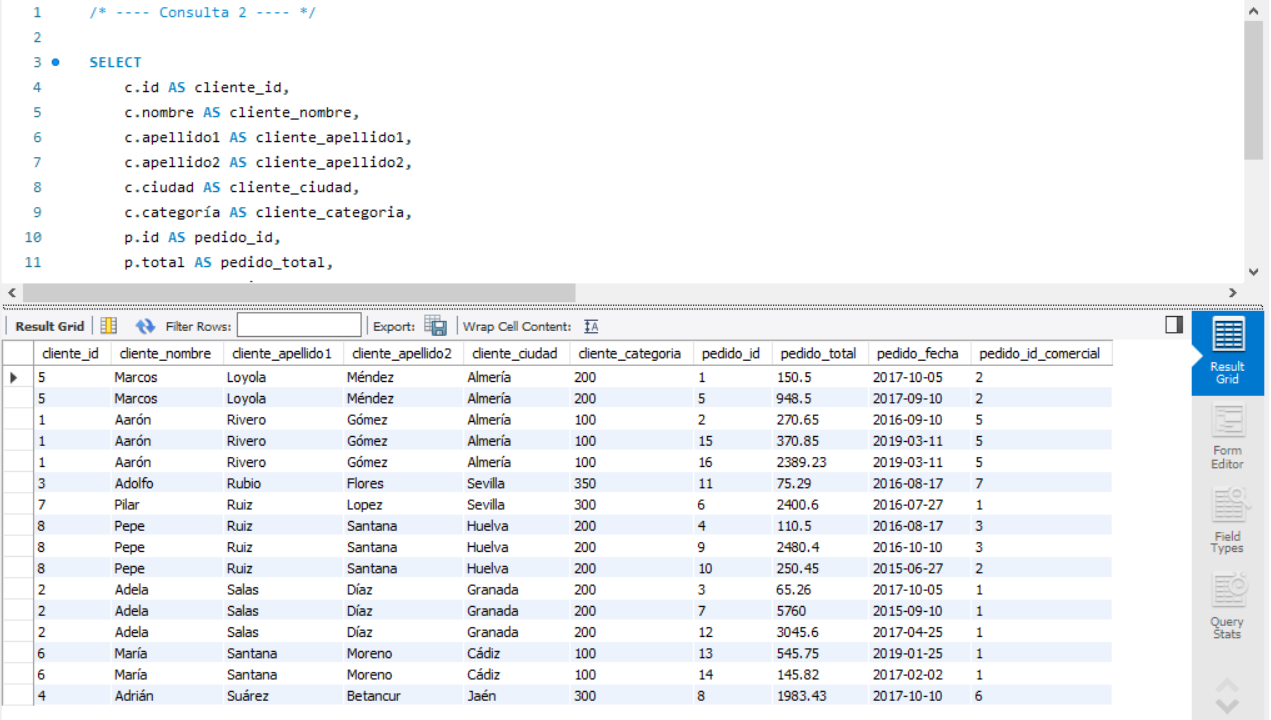 1 /* ---- Consulta 2 ---- */
2
3 SELECT
4 c.id AS cliente_id,
5 c.nombre AS cliente_nombre,
6 c.apellido1 AS cliente_apellido1,
7 c.apellido2 AS cliente_apellido2,
8 c.ciudad AS cliente_ciudad,
9 c.categoría AS cliente_categoria,
10 p.id AS pedido_id,
11 p.total AS pedido_total,
Result Grid Filter Rows: Export: Wrap Cell Content: IA
cliente_id cliente_nombre cliente_apellido1 cliente_apellido2 cliente_ciudad cliente_categoria pedido_id pedido_total pedido_fecha pedido_id_comercial
5 Marcos Loyola Méndez Almería 200 1 150.5 2017-10-05 2
5 Marcos Loyola Méndez Almería 200 5 948.5 2017-09-10 2
1 Aarón Rivero Gómez Almería 100 2 270.65 2016-09-10 5
1 Aarón Rivero Gómez Almería 100 15 370.85 2019-03-11 5
1 Aarón Rivero Gómez Almería 100 16 2389.23 2019-03-11 5
3 Adolfo Rubio Flores Sevilla 350 11 75.29 2016-08-17 7
7 Pilar Ruiz Lopez Sevilla 300 6 2400.6 2016-07-27 1
8 Pepe Ruiz Santana Huelva 200 4 110.5 2016-08-17 3
8 Pepe Ruiz Santana Huelva 200 9 2480.4 2016-10-10 3
8 Pepe Ruiz Santana Huelva 200 10 250.45 2015-06-27 2
2 Adela Salas Díaz Granada 200 3 65.26 2017-10-05 1
2 Adela Salas Díaz Granada 200 7 5760 2015-09-10 1
2 Adela Salas Díaz Granada 200 12 3045.6 2017-04-25 1
6 María Santana Moreno Cádiz 100 13 545.75 2019-01-25 1
6 María Santana Moreno Cádiz 100 14 145.82 2017-02-02 1
4 Adrián Suárez Betancur Jaén 300 8 1983.43 2017-10-10 6
Result
Grid
Form
Editor
Field
Types
Query
Stats